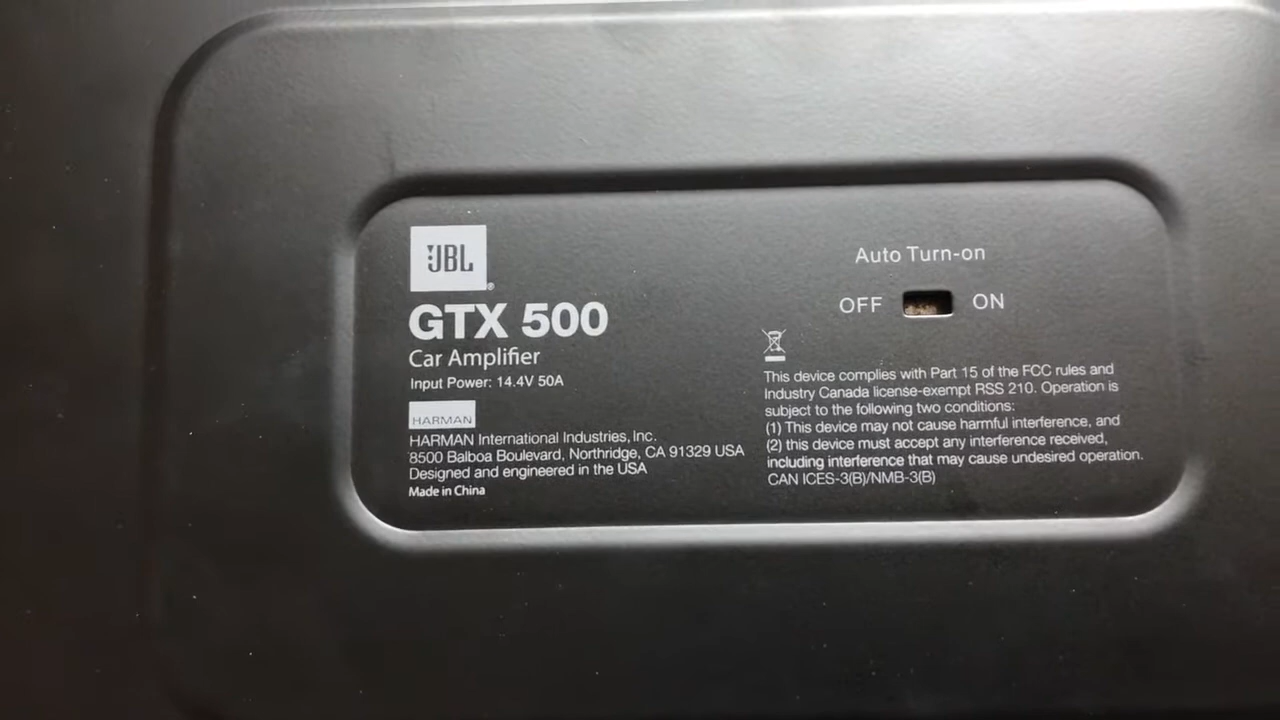 JBL®
GTX 500
Car Amplifier
Input Power: 14.4V 50A
HARMAN
HARMAN International Industries, Inc.
8500 Balboa Boulevard, Northridge, CA 91329 USA
Designed and engineered in the USA
Made in China
Auto Turn-on
OFF ON
This device complies with Part 15 of the FCC rules and
Industry Canada license-exempt RSS 210. Operation is
subject to the following two conditions:
(1) This device may not cause harmful interference, and
(2) this device must accept any interference received,
including interference that may cause undesired operation.
CAN ICES-3(B)/NMB-3(B)